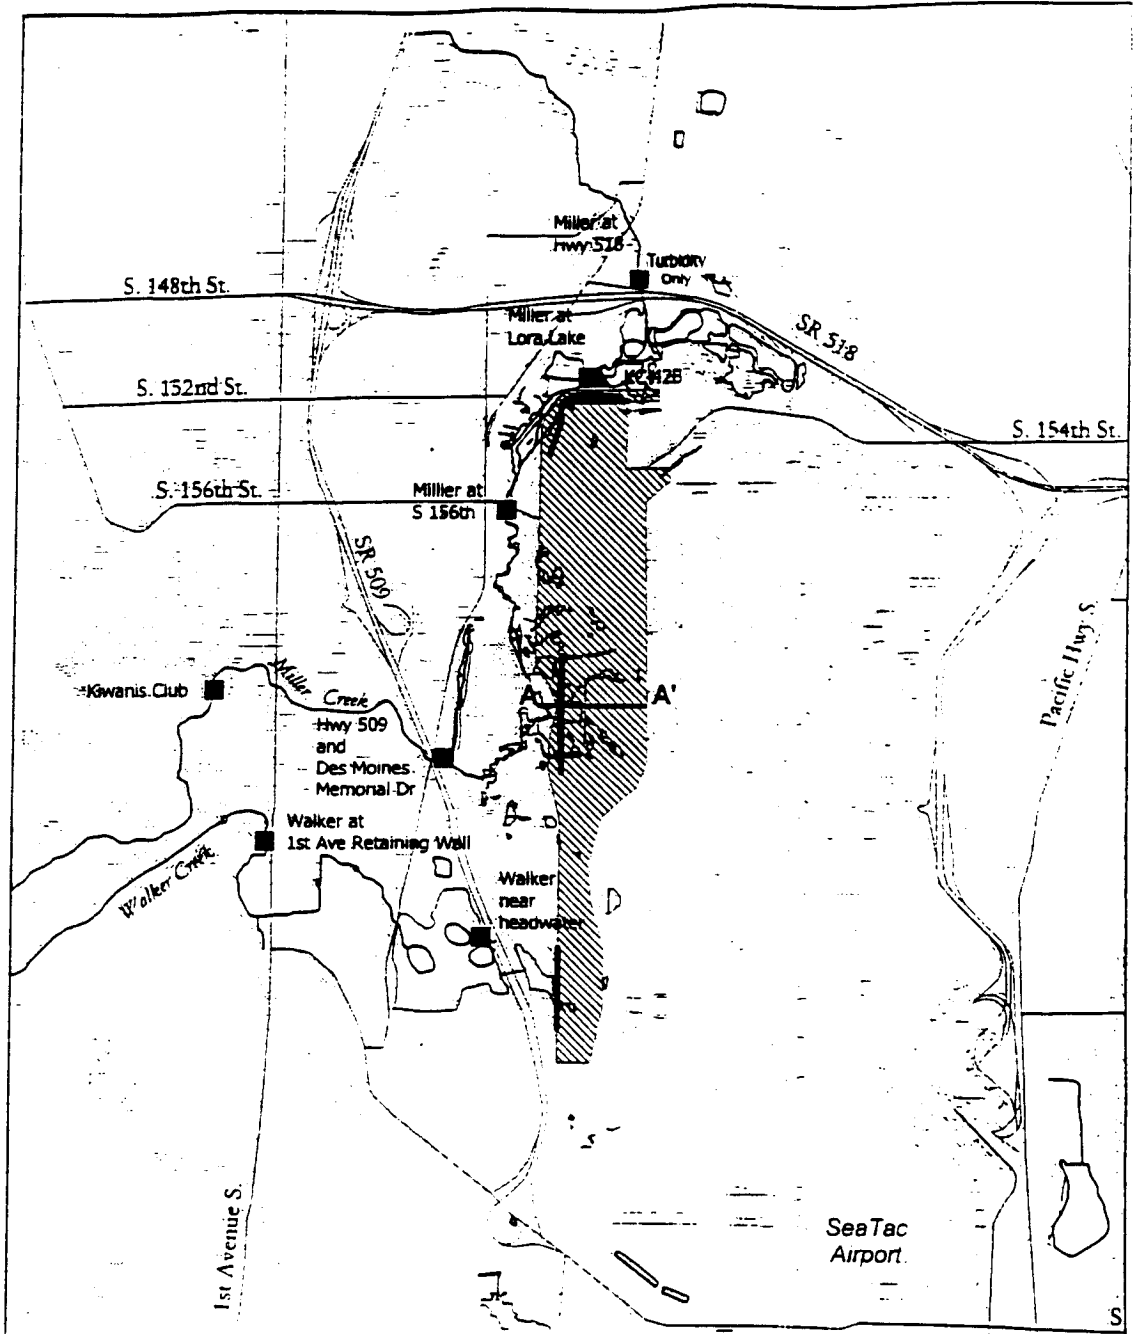 Miller at
Hwy 518
Turbidity
Only
S. 148th St.
Miller at
Lora Lake
SR 518
S. 152nd St.
S. 154th St.
S. 156th St.
Miller at
S 156th
SR 509
Pacific Hwy S
Kiwanis Club
Miller Creek
A
A'
Hwy 509
and
Des Moines
Memorial Dr
Walker at
1st Ave Retaining Wall
Walker Creek
Walker
near
headwater
1st Avenue S.
SeaTac
Airport
S